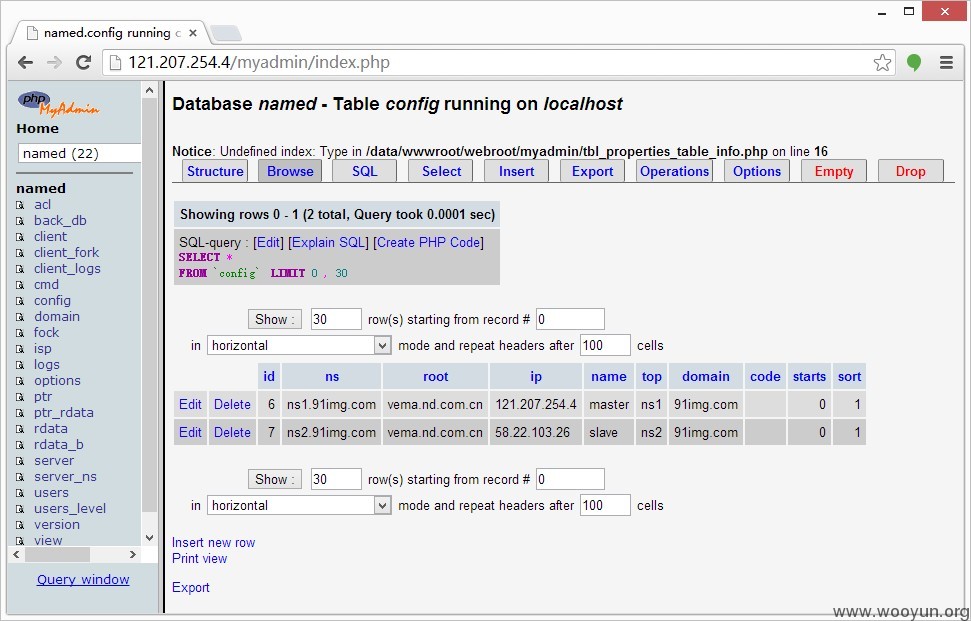 named.config running c
121.207.254.4/myadmin/index.php
php
MyAdmin
Home
named (22)
named
acl
back_db
client
client_fork
client_logs
cmd
config
domain
fock
isp
logs
options
ptr
ptr_rdata
rdata
rdata_b
server
server_ns
users
users_level
version
view
Query window
Database named - Table config running on localhost
Notice: Undefined index: Type in /data/wwwroot/webroot/myadmin/tbl_properties_table_info.php on line 16
Structure Browse SQL Select Insert Export Operations Options Empty Drop
Showing rows 0 - 1 (2 total, Query took 0.0001 sec)
SQL-query : [Edit] [Explain SQL] [Create PHP Code]
SELECT *
FROM `config` LIMIT 0 , 30
Show : 30 row(s) starting from record # 0
in horizontal mode and repeat headers after 100 cells
id ns root ip name top domain code starts sort
Edit Delete 6 ns1.91img.com vema.nd.com.cn 121.207.254.4 master ns1 91img.com 0 1
Edit Delete 7 ns2.91img.com vema.nd.com.cn 58.22.103.26 slave ns2 91img.com 0 1
Show : 30 row(s) starting from record # 0
in horizontal mode and repeat headers after 100 cells
Insert new row
Print view
Export
www.wooyun.org